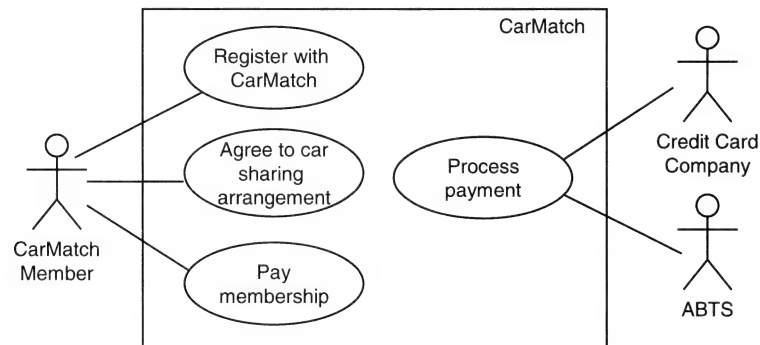 CarMatch
Register with
CarMatch
Agree to car
sharing
arrangement
Pay
membership
Process
payment
CarMatch
Member
Credit Card
Company
ABTS